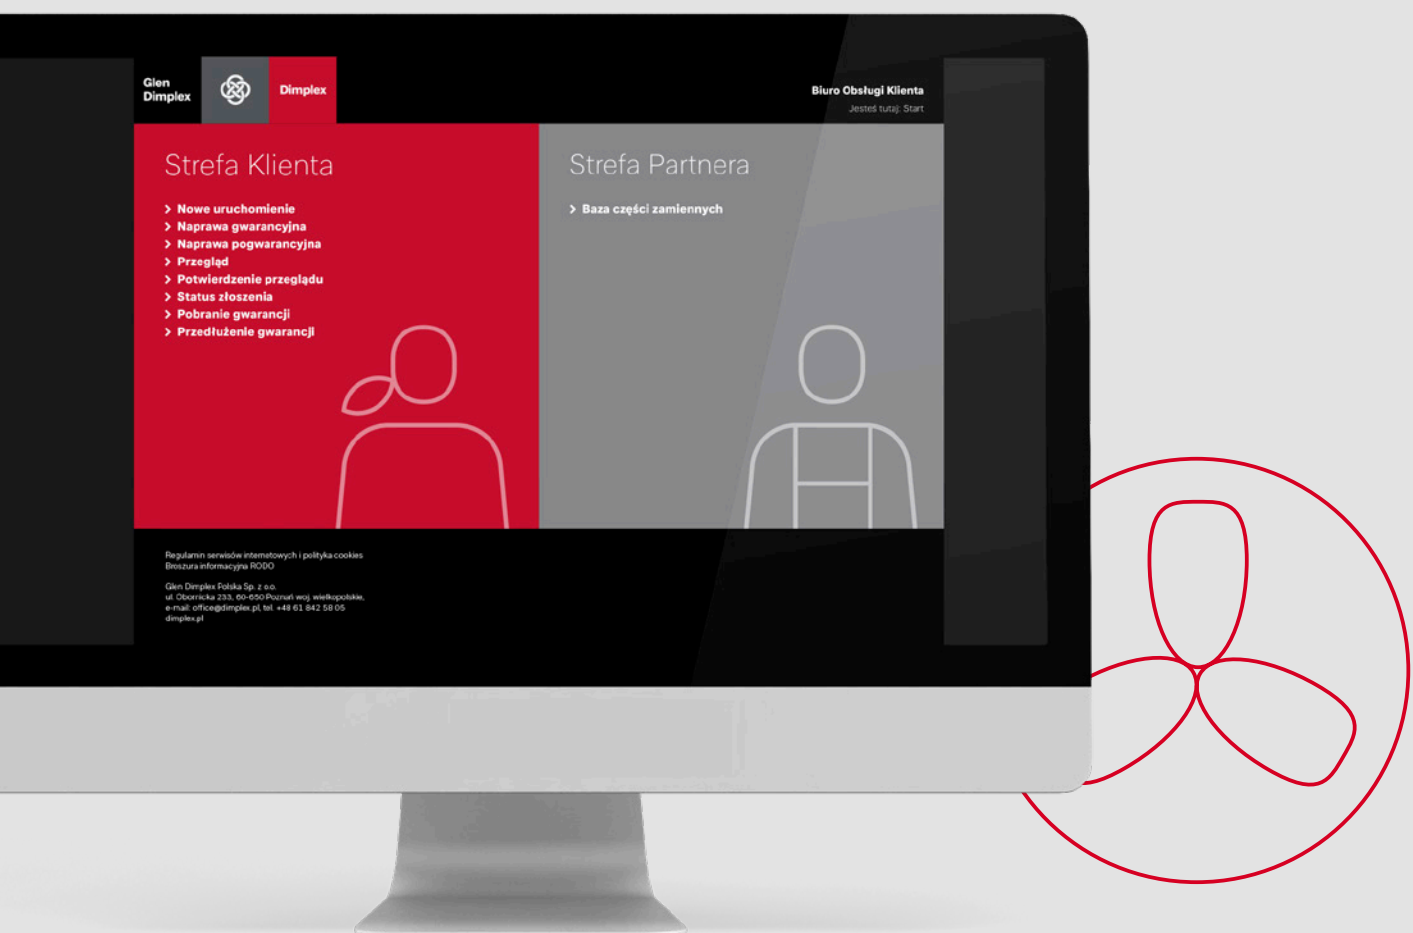 Glen
Dimplex
Dimplex
Biuro Obsługi Klienta
Jesteś tutaj: Start
Strefa Klienta
Nowe uruchomienie
Naprawa gwarancyjna
Naprawa pogwarancyjna
Przegląd
Potwierdzenie przeglądu
Status złoszenia
Pobranie gwarancji
Przedłużenie gwarancji
Strefa Partnera
Baza części zamiennych
Regulamin serwisów internetowych i polityka cookies
Broszura informacyjna RODO
Glen Dimplex Polska Sp. z o.o.
ul. Obornicka 233, 60-650 Poznań woj. wielkopolskie,
e-mail: office@dimplex.pl, tel. +48 61 842 58 05
dimplex.pl